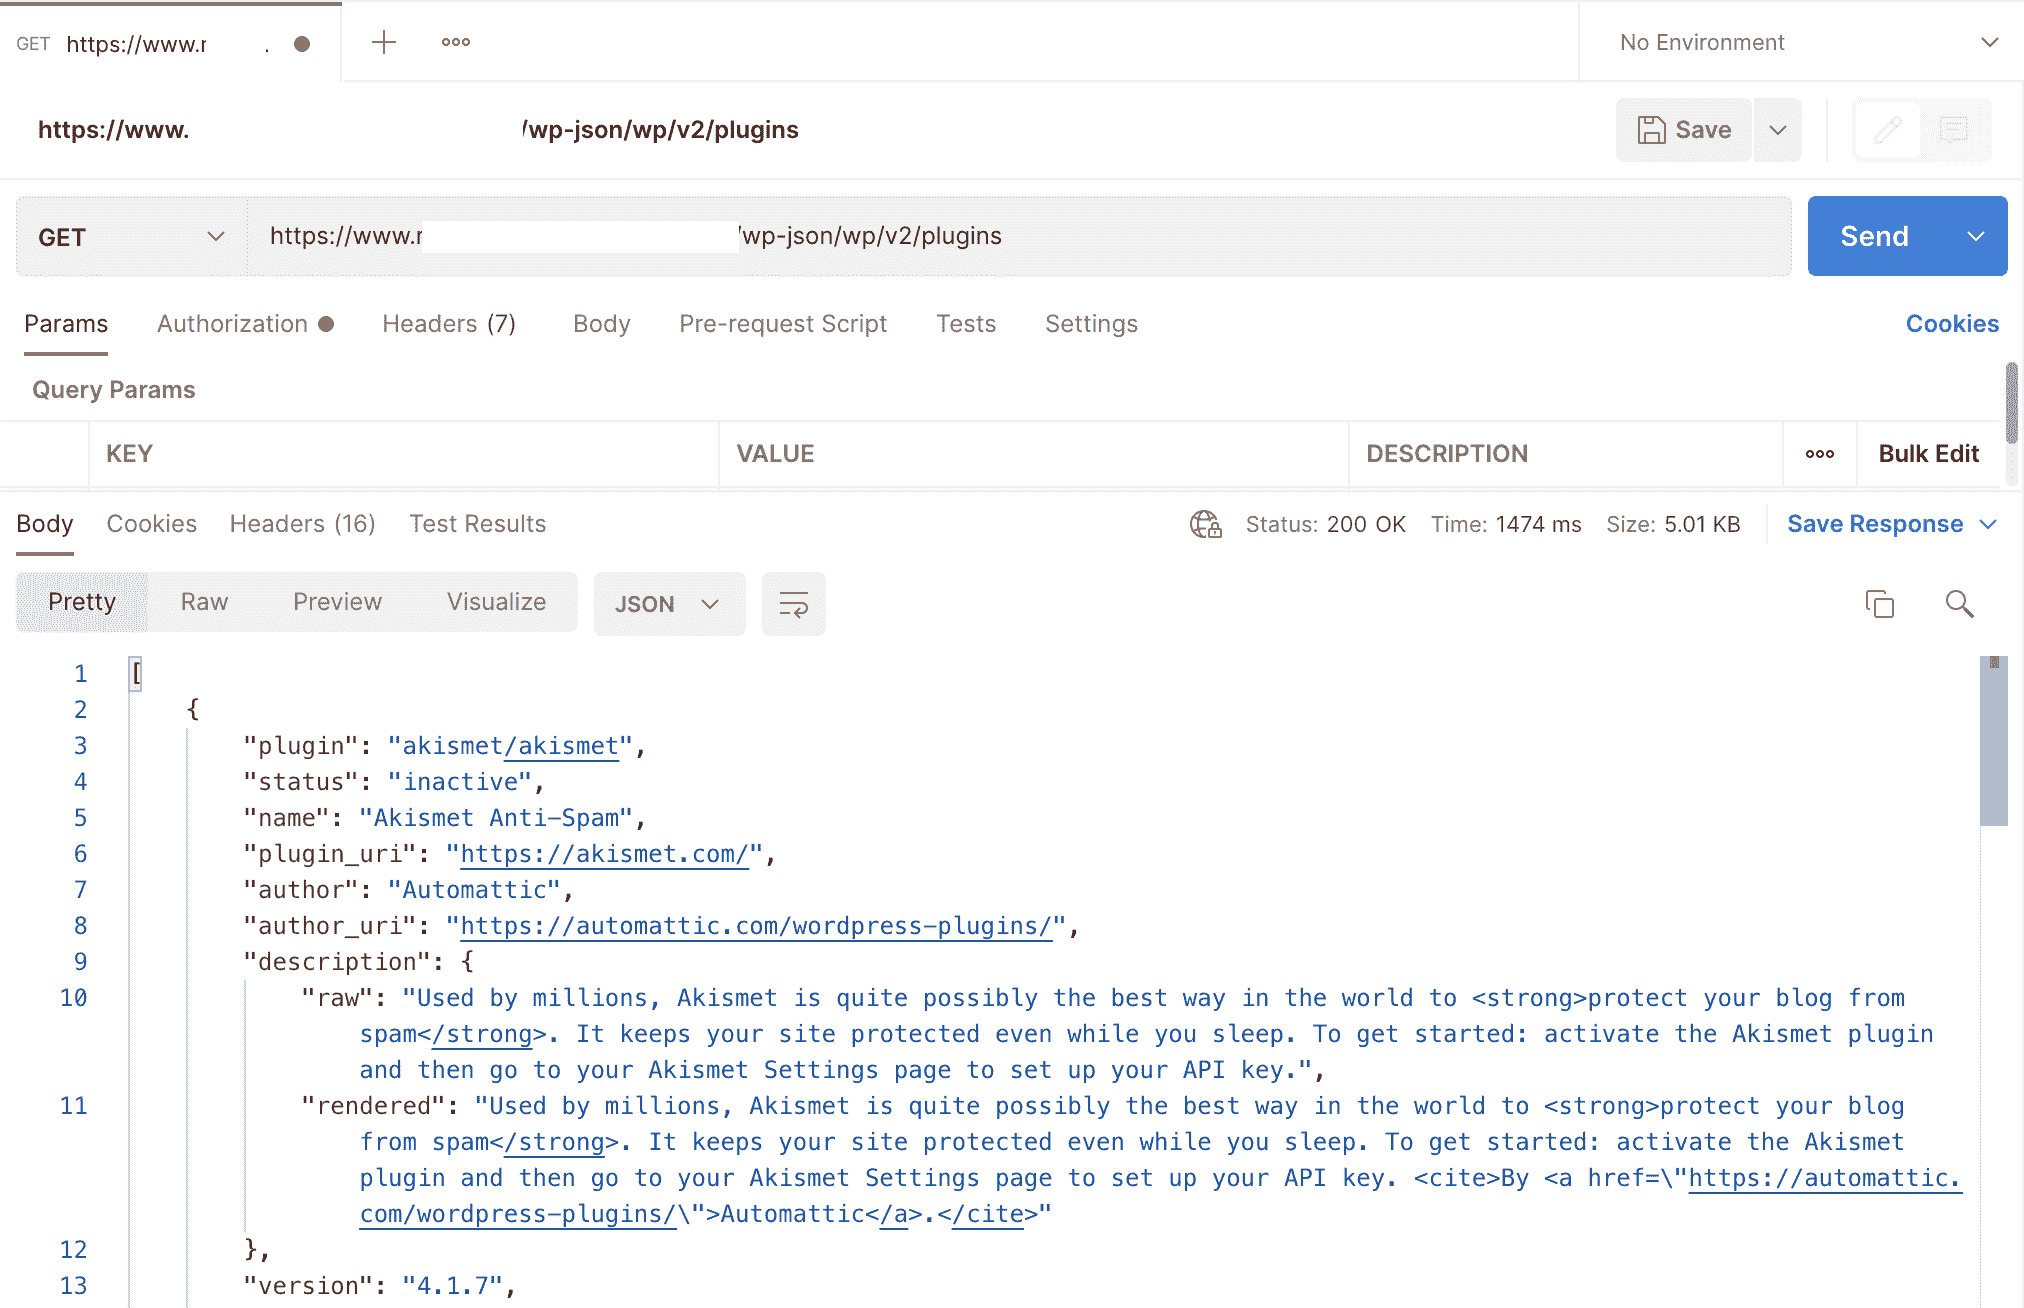 GET https://www.r . No Environment
https://www. /wp-json/wp/v2/plugins Save
GET https://www.r /wp-json/wp/v2/plugins Send
Params Authorization Headers (7) Body Pre-request Script Tests Settings Cookies
Query Params
KEY VALUE DESCRIPTION Bulk Edit
Body Cookies Headers (16) Test Results Status: 200 OK Time: 1474 ms Size: 5.01 KB Save Response
Pretty Raw Preview Visualize JSON
1 [
2 {
3 "plugin": "akismet/akismet",
4 "status": "inactive",
5 "name": "Akismet Anti-Spam",
6 "plugin_uri": "https://akismet.com/",
7 "author": "Automattic",
8 "author_uri": "https://automattic.com/wordpress-plugins/",
9 "description": {
10 "raw": "Used by millions, Akismet is quite possibly the best way in the world to <strong>protect your blog from
spam</strong>. It keeps your site protected even while you sleep. To get started: activate the Akismet plugin
and then go to your Akismet Settings page to set up your API key.",
11 "rendered": "Used by millions, Akismet is quite possibly the best way in the world to <strong>protect your blog
from spam</strong>. It keeps your site protected even while you sleep. To get started: activate the Akismet
plugin and then go to your Akismet Settings page to set up your API key. <cite>By <a href=\"https://automattic.
com/wordpress-plugins/\">Automattic</a>.</cite>"
12 },
13 "version": "4.1.7",